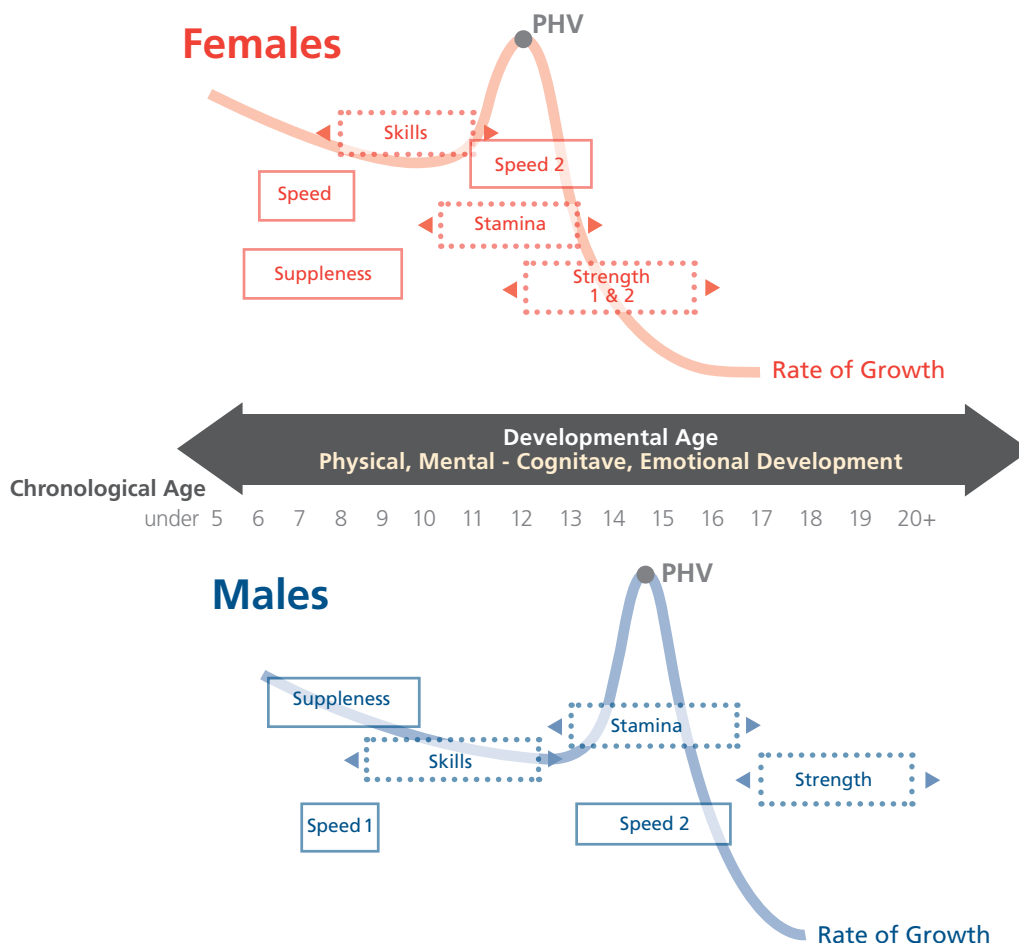 PHV
Females
Skills
Speed 2
Speed
Stamina
Suppleness
Strength
1 & 2
Rate of Growth
Developmental Age
Physical, Mental - Cognitave, Emotional Development
Chronological Age
under 5 6 7 8 9 10 11 12 13 14 15 16 17 18 19 20+
PHV
Males
Suppleness
Stamina
Skills
Strength
Speed 1
Speed 2
Rate of Growth